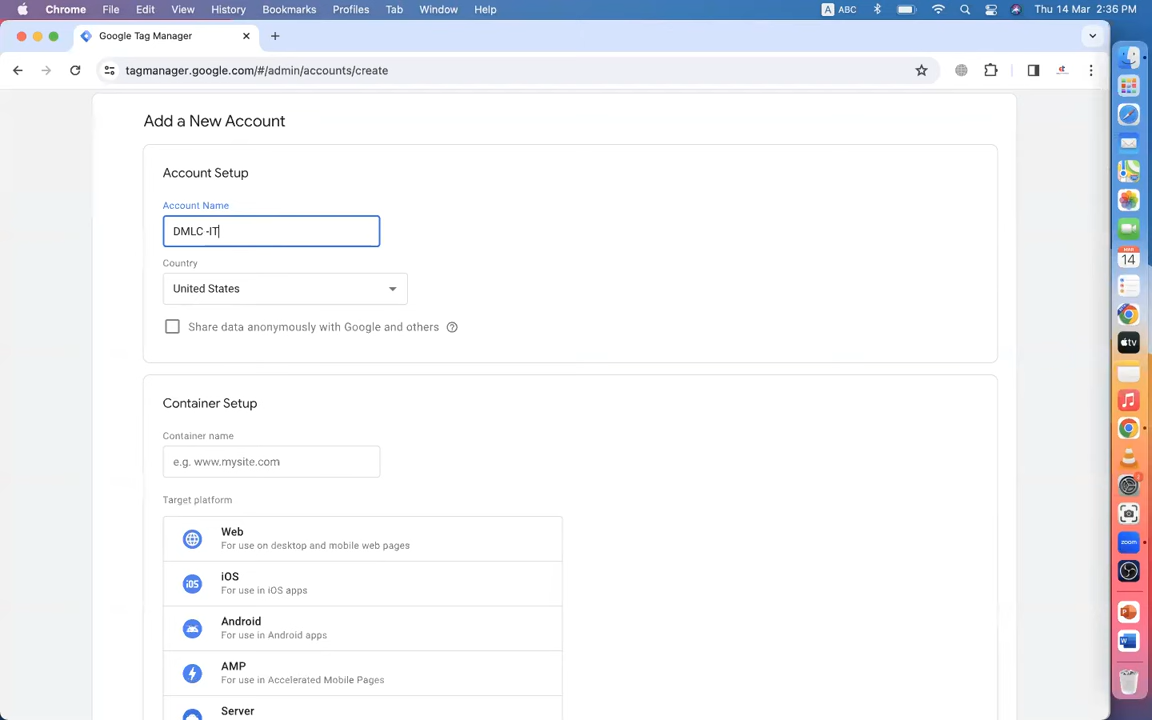 Chrome File Edit View History Bookmarks Profiles Tab Window Help A ABC Thu 14 Mar 2:36 PM
Google Tag Manager
tagmanager.google.com/#/admin/accounts/create
Add a New Account
Account Setup
Account Name
DMLC -IT
Country
United States
Share data anonymously with Google and others
Container Setup
Container name
e.g. www.mysite.com
Target platform
Web
For use on desktop and mobile web pages
iOS
iOS
For use in iOS apps
Android
For use in Android apps
AMP
For use in Accelerated Mobile Pages
Server
14
tv
zoom